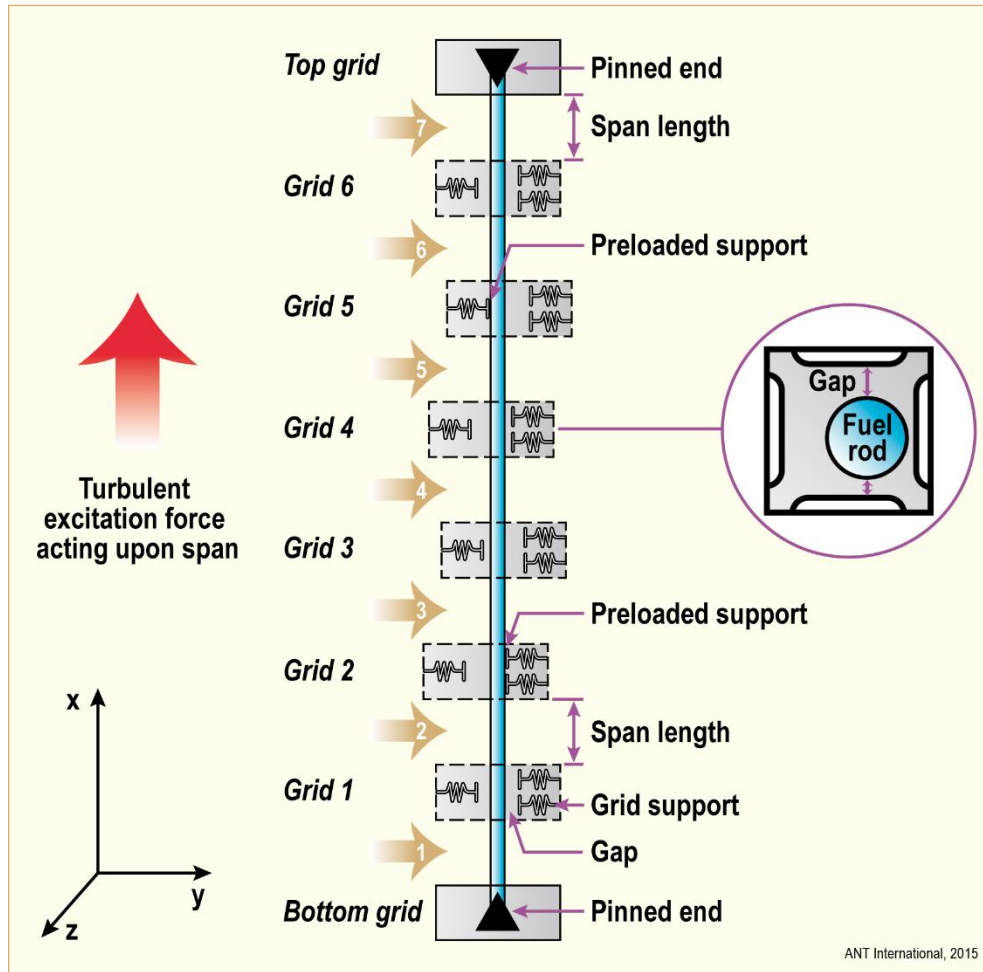 Top grid
Pinned end
Span length
7
Grid 6
6
Preloaded support
Grid 5
5
Gap
Fuel
rod
Grid 4
4
Turbulent
excitation force
acting upon span
Grid 3
3
Preloaded support
Grid 2
x
2
Span length
Grid 1
Grid support
Gap
1
y
z
Bottom grid
Pinned end
ANT International, 2015